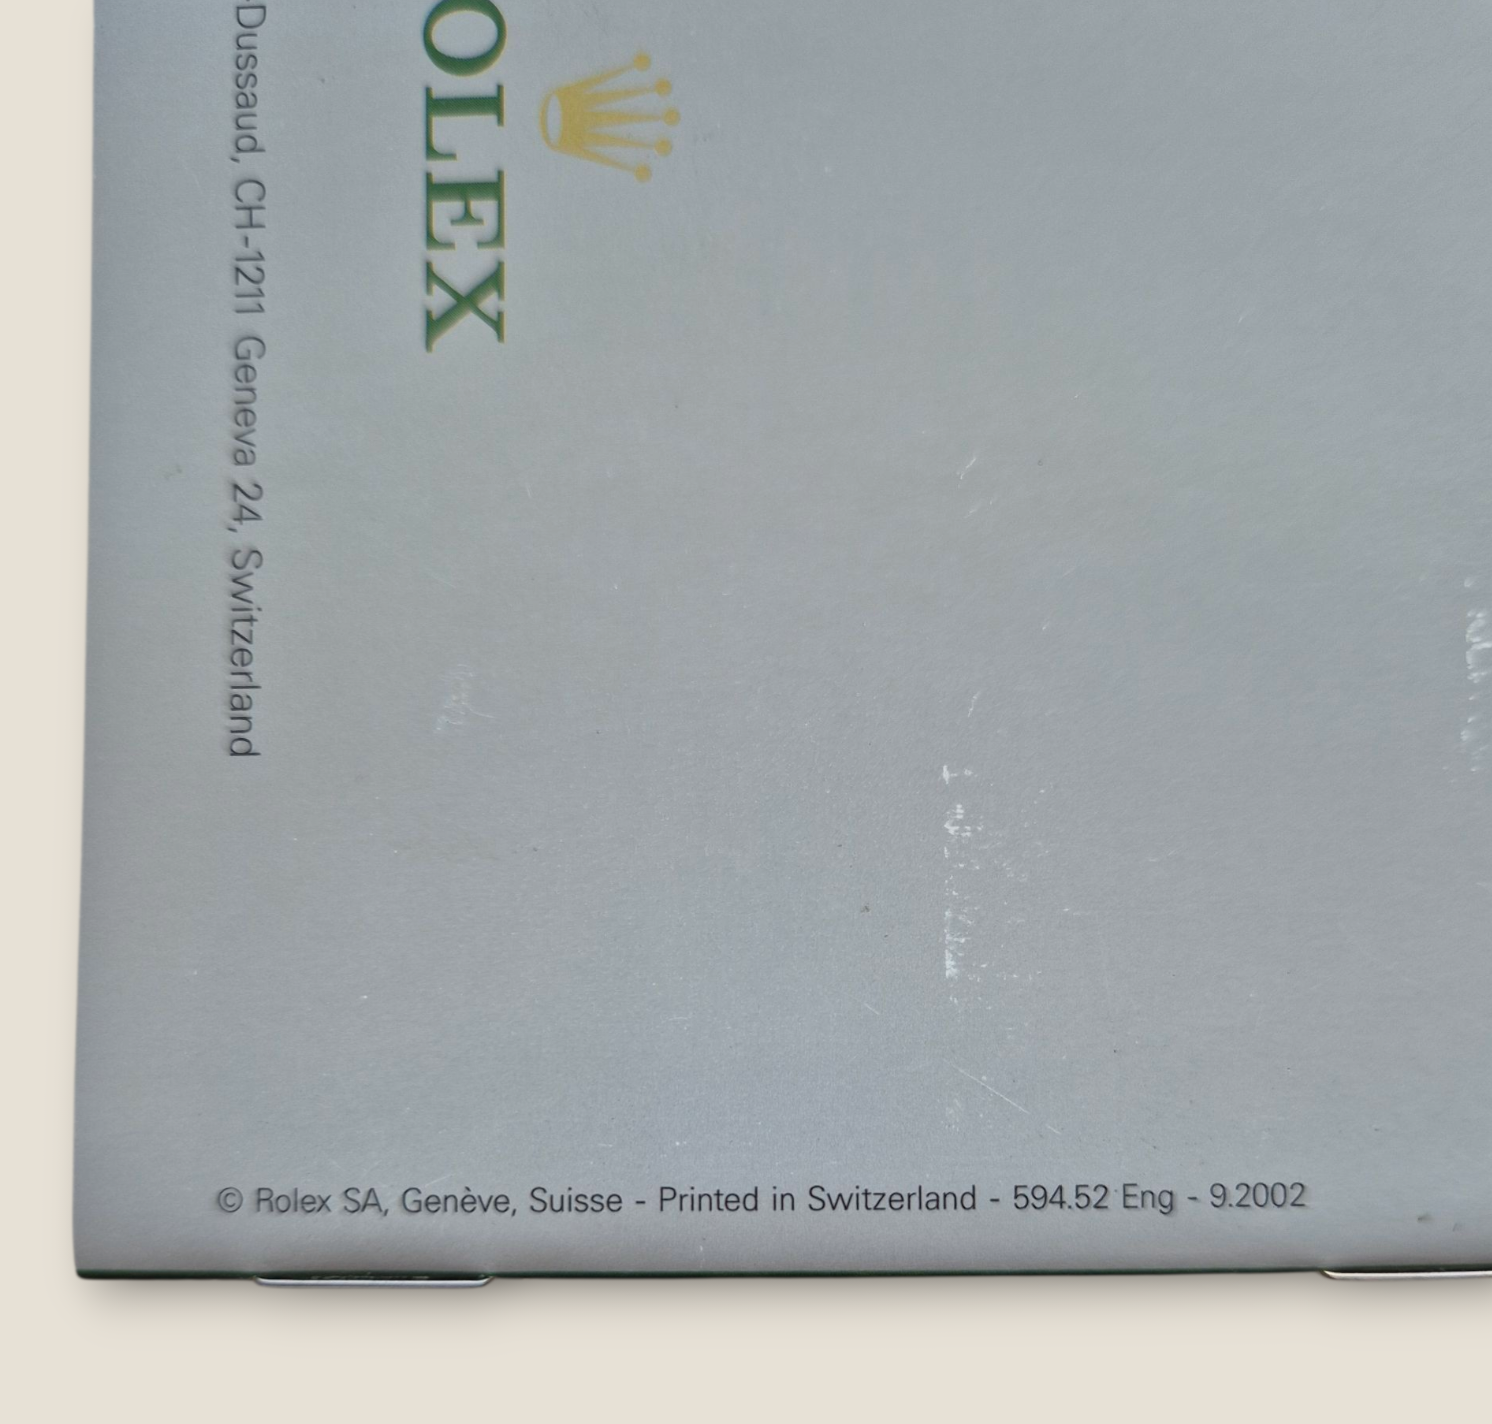 OLEX
Dussaud, CH-1211 Geneva 24, Switzerland
© Rolex SA, Genève, Suisse - Printed in Switzerland - 594.52 Eng - 9.2002